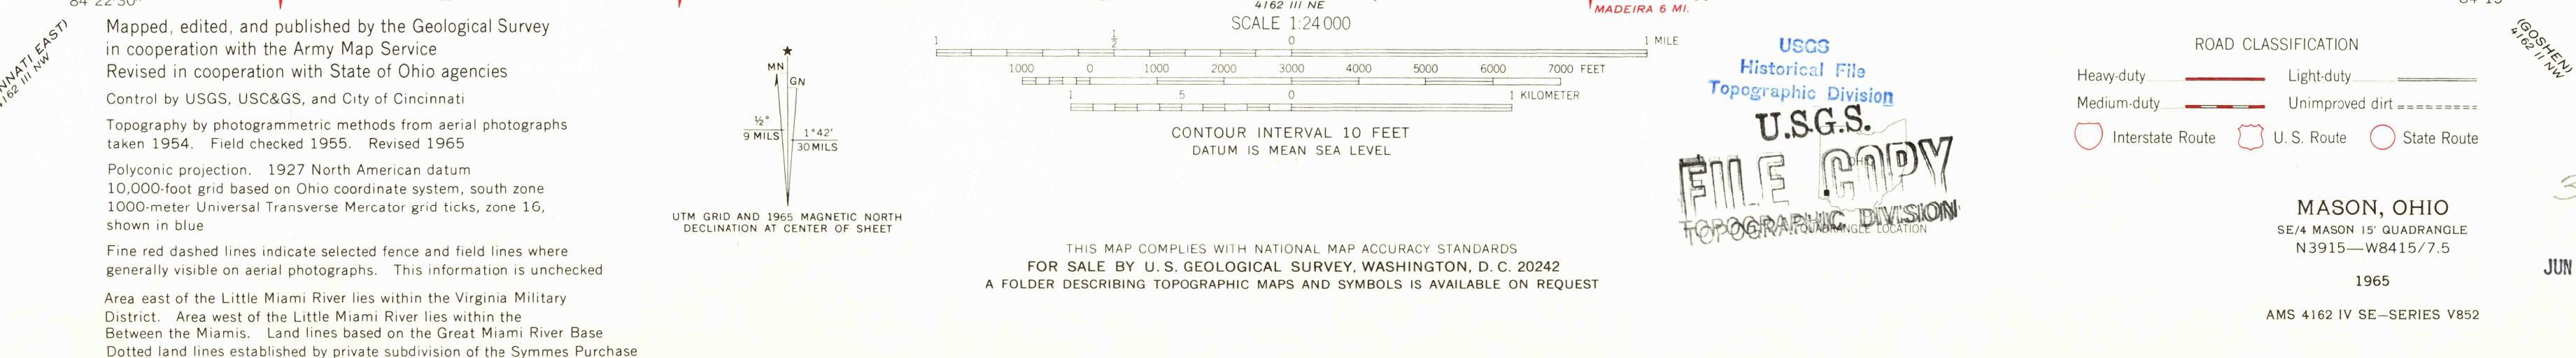 Mapped, edited, and published by the Geological Survey
in cooperation with the Army Map Service
Revised in cooperation with State of Ohio agencies
Control by USGS, USC&GS, and City of Cincinnati
Topography by photogrammetric methods from aerial photographs
taken 1954. Field checked 1955. Revised 1965
Polyconic projection. 1927 North American datum
10,000-foot grid based on Ohio coordinate system, south zone
1000-meter Universal Transverse Mercator grid ticks, zone 16,
shown in blue
Fine red dashed lines indicate selected fence and field lines where
generally visible on aerial photographs. This information is unchecked
Area east of the Little Miami River lies within the Virginia Military
District. Area west of the Little Miami River lies within the
Between the Miamis. Land lines based on the Great Miami River Base
Dotted land lines established by private subdivision of the Symmes Purchase
EAST)
4162 III NW
MN
GN
½°
9 MILS
1°42'
30 MILS
UTM GRID AND 1965 MAGNETIC NORTH
DECLINATION AT CENTER OF SHEET
4162 III NE
SCALE 1:24 000
1 ½ 0 1 MILE
1000 0 1000 2000 3000 4000 5000 6000 7000 FEET
1 5 0 1 KILOMETER
CONTOUR INTERVAL 10 FEET
DATUM IS MEAN SEA LEVEL
THIS MAP COMPLIES WITH NATIONAL MAP ACCURACY STANDARDS
FOR SALE BY U. S. GEOLOGICAL SURVEY, WASHINGTON, D. C. 20242
A FOLDER DESCRIBING TOPOGRAPHIC MAPS AND SYMBOLS IS AVAILABLE ON REQUEST
MADEIRA 6 MI.
USGS
Historical File
Topographic Division
U.S.G.S.
FILE COPY
TOPOGRAPHIC DIVISION
QUADRANGLE LOCATION
(GOSHEN)
4162 II NW
ROAD CLASSIFICATION
Heavy-duty Light-duty
Medium-duty Unimproved dirt
Interstate Route U. S. Route State Route
MASON, OHIO
SE/4 MASON 15' QUADRANGLE
N3915—W8415/7.5
1965
AMS 4162 IV SE—SERIES V852
JUN